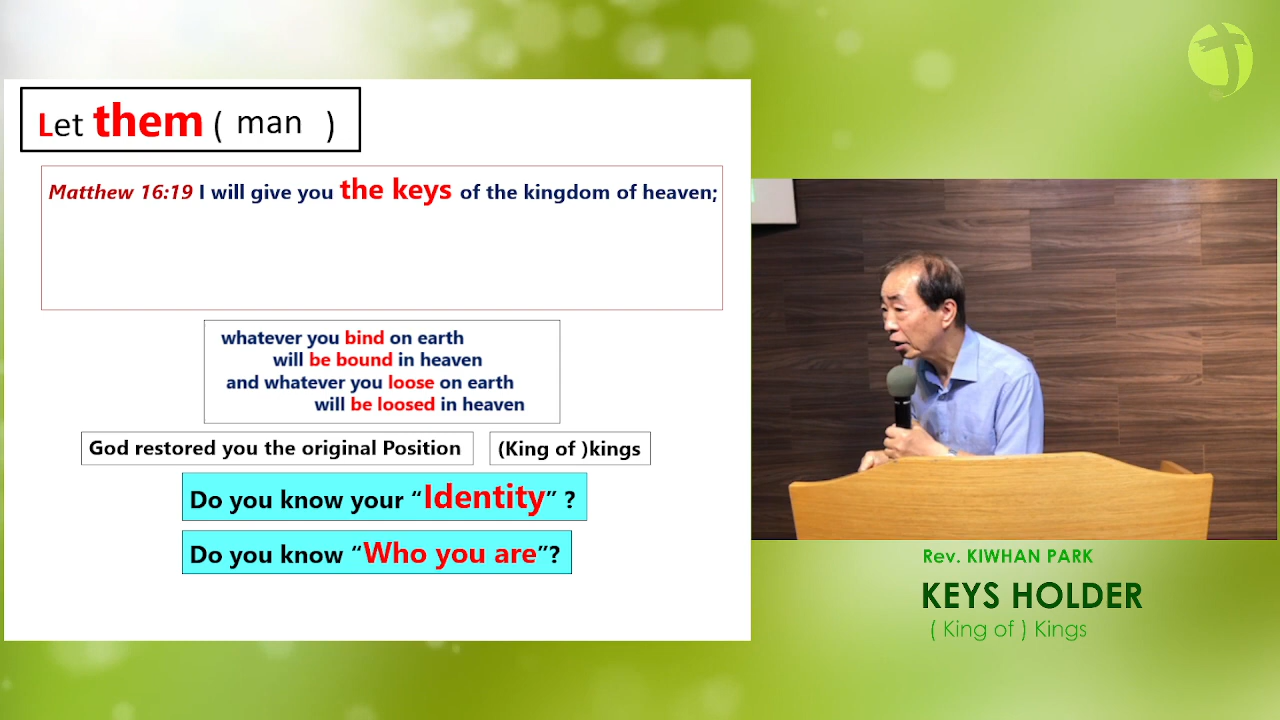 Let them ( man )
Matthew 16:19 I will give you the keys of the kingdom of heaven;
whatever you bind on earth
will be bound in heaven
and whatever you loose on earth
will be loosed in heaven
God restored you the original Position
(King of )kings
Do you know your “Identity” ?
Do you know “Who you are”?
Rev. KIWHAN PARK
KEYS HOLDER
( King of ) Kings